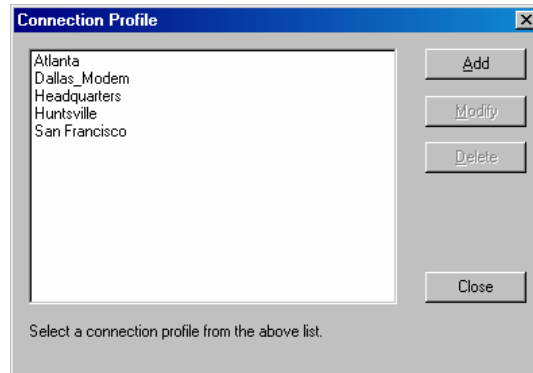 Connection Profile
Atlanta
Dallas_Modem
Headquarters
Huntsville
San Francisco
Add
Modify
Delete
Close
Select a connection profile from the above list.